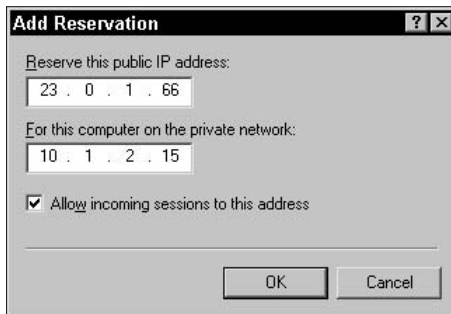 Add Reservation
Reserve this public IP address:
23 . 0 . 1 . 66
For this computer on the private network:
10 . 1 . 2 . 15
Allow incoming sessions to this address
OK Cancel